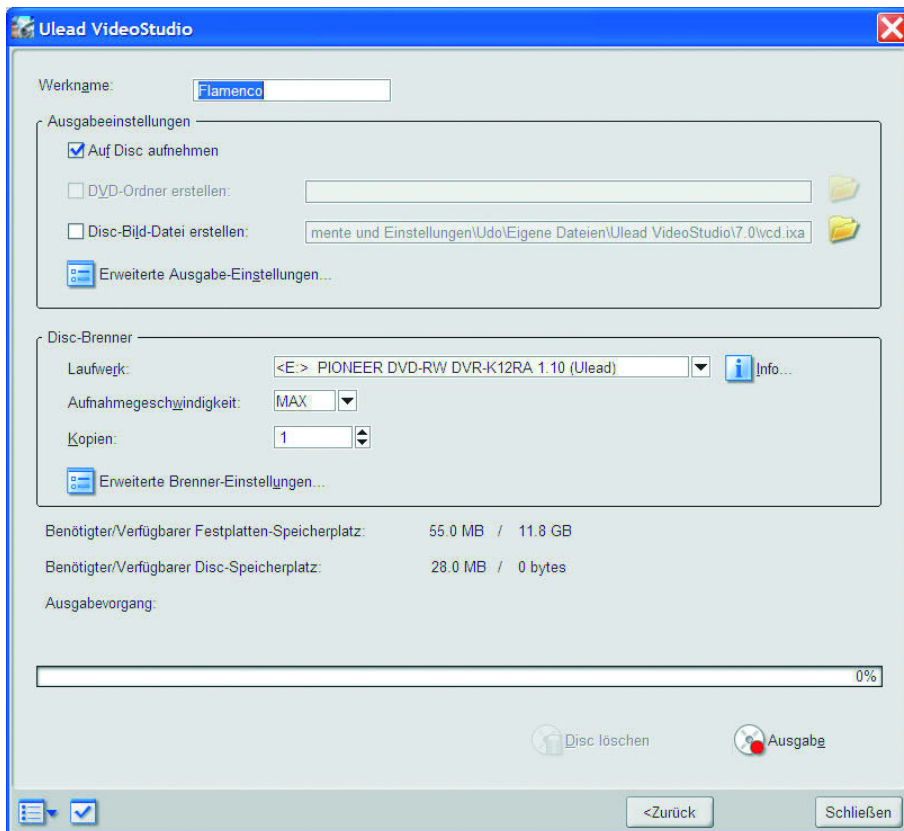 Ulead VideoStudio
Werkname: Flamenco
Ausgabeeinstellungen
Auf Disc aufnehmen
DVD-Ordner erstellen:
Disc-Bild-Datei erstellen: mente und Einstellungen\Udo\Eigene Dateien\Ulead VideoStudio\7.0\vcd.ixa
Erweiterte Ausgabe-Einstellungen...
Disc-Brenner
Laufwerk: <E:> PIONEER DVD-RW DVR-K12RA 1.10 (Ulead) Info...
Aufnahmegeschwindigkeit: MAX
Kopien: 1
Erweiterte Brenner-Einstellungen...
Benötigter/Verfügbarer Festplatten-Speicherplatz: 55.0 MB / 11.8 GB
Benötigter/Verfügbarer Disc-Speicherplatz: 28.0 MB / 0 bytes
Ausgabevorgang:
0%
Disc löschen Ausgabe
<Zurück Schließen